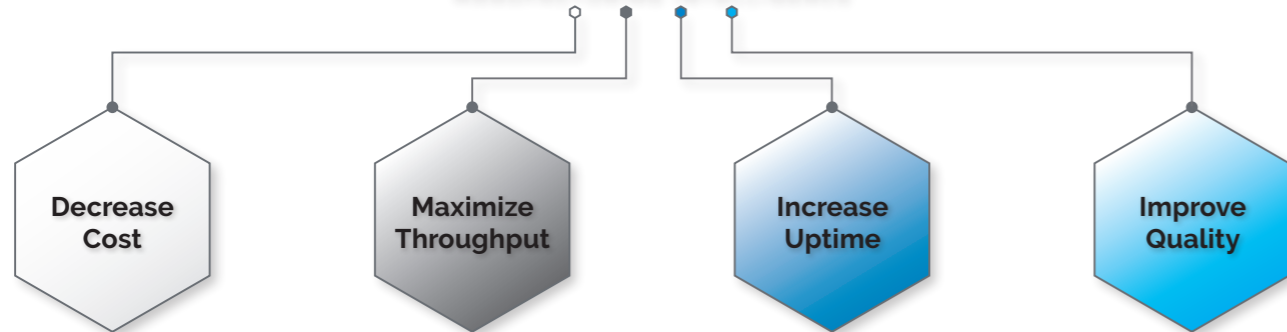 Decrease
Cost
Maximize
Throughput
Increase
Uptime
Improve
Quality